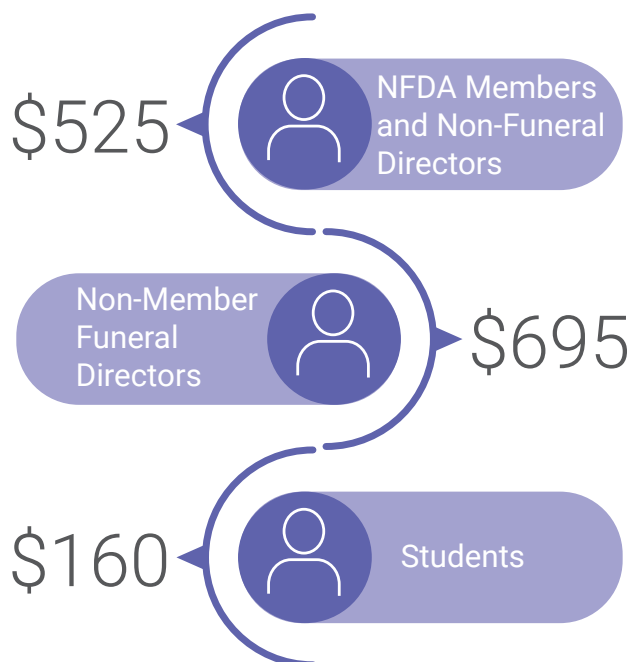 $525
NFDA Members
and Non-Funeral
Directors
Non-Member
Funeral
Directors
$695
$160
Students